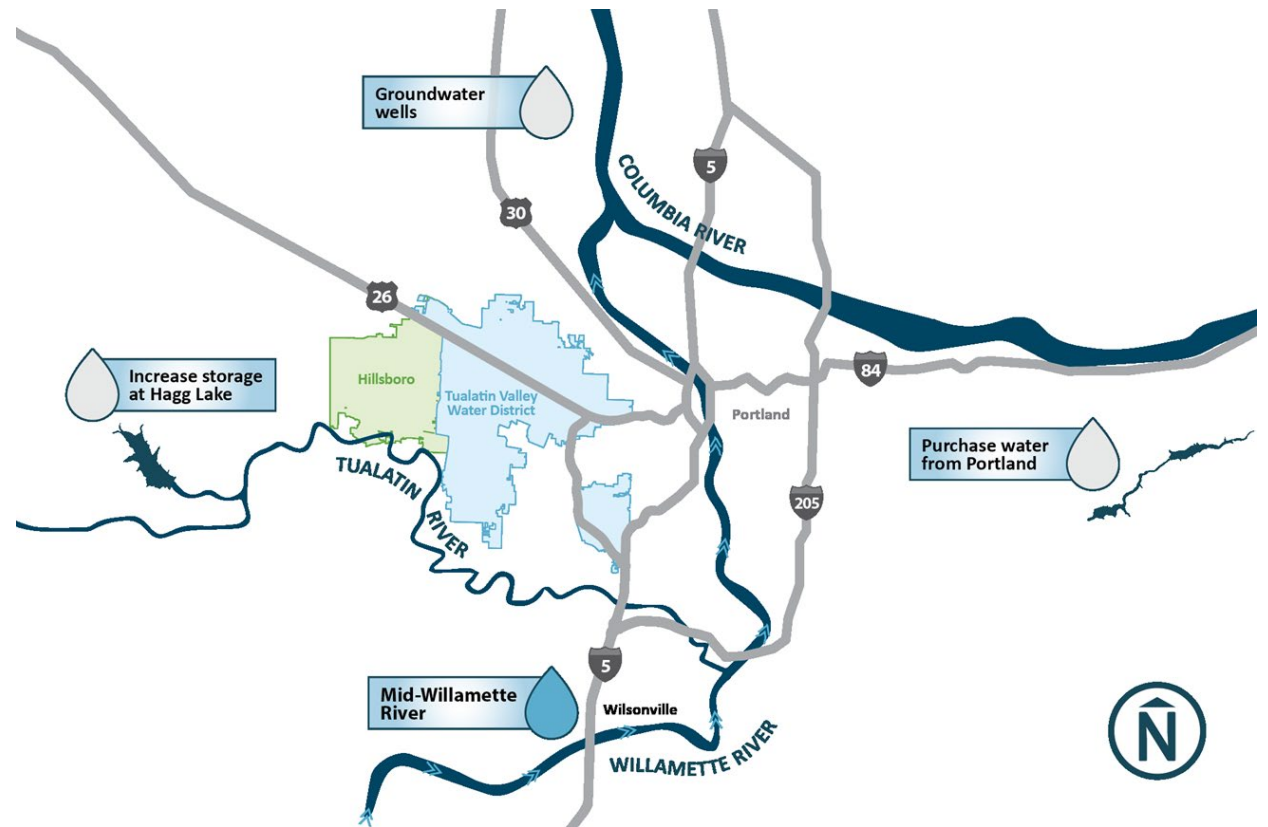 Groundwater
wells
5
COLUMBIA RIVER
30
26
Increase storage
at Hagg Lake
Hillsboro
Tualatin Valley
Water District
84
Portland
Purchase water
from Portland
TUALATIN
RIVER
205
5
Mid-Willamette
River
Wilsonville
WILLAMETTE RIVER
N